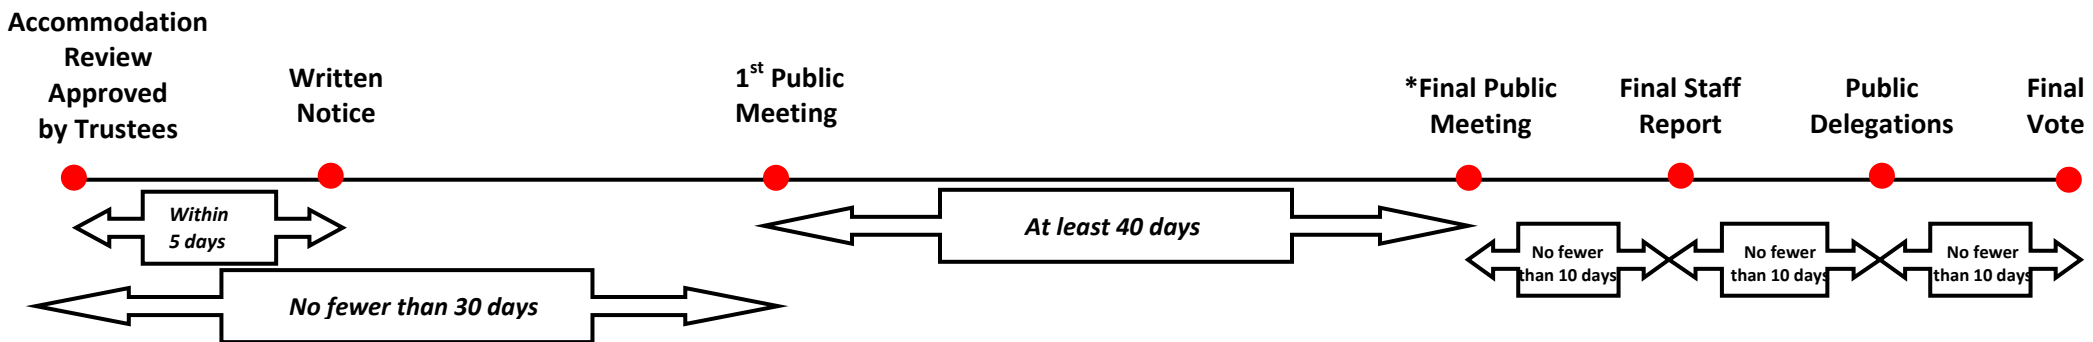 Accommodation
Review
Approved
by Trustees
Written
Notice
1st Public
Meeting
*Final Public
Meeting
Final Staff
Report
Public
Delegations
Final
Vote
Within
5 days
At least 40 days
No fewer
than 10 days
No fewer
than 10 days
No fewer
than 10 days
No fewer than 30 days